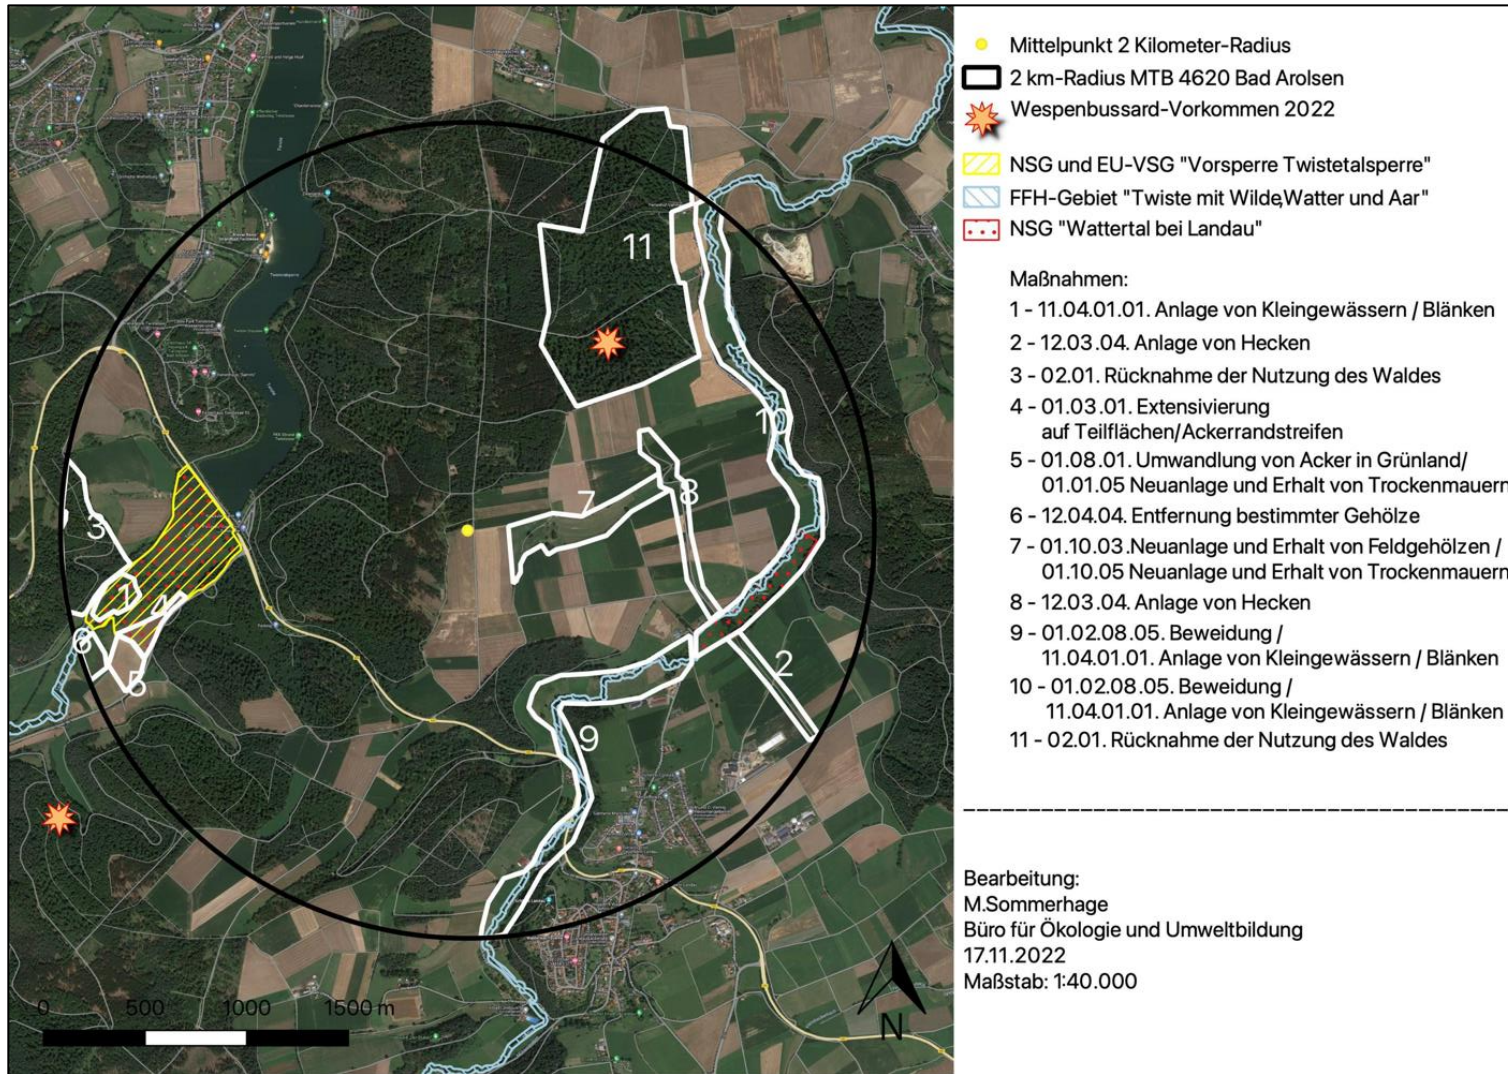 Mittelpunkt 2 Kilometer-Radius
2 km-Radius MTB 4620 Bad Arolsen
Wespenbussard-Vorkommen 2022
NSG und EU-VSG "Vorsperre Twistetalsperre"
FFH-Gebiet "Twiste mit Wilde,Watter und Aar"
NSG "Wattertal bei Landau"
Maßnahmen:
1 - 11.04.01.01. Anlage von Kleingewässern / Blänken
2 - 12.03.04. Anlage von Hecken
3 - 02.01. Rücknahme der Nutzung des Waldes
4 - 01.03.01. Extensivierung
auf Teilflächen/Ackerrandstreifen
5 - 01.08.01. Umwandlung von Acker in Grünland/
01.01.05 Neuanlage und Erhalt von Trockenmauern
6 - 12.04.04. Entfernung bestimmter Gehölze
7 - 01.10.03.Neuanlage und Erhalt von Feldgehölzen /
01.10.05 Neuanlage und Erhalt von Trockenmauern
8 - 12.03.04. Anlage von Hecken
9 - 01.02.08.05. Beweidung /
11.04.01.01. Anlage von Kleingewässern / Blänken
10 - 01.02.08.05. Beweidung /
11.04.01.01. Anlage von Kleingewässern / Blänken
11 - 02.01. Rücknahme der Nutzung des Waldes
Bearbeitung:
M.Sommerhage
Büro für Ökologie und Umweltbildung
17.11.2022
Maßstab: 1:40.000
11
10
7
8
3
1
4
6
5
2
9
0 500 1000 1500 m
N